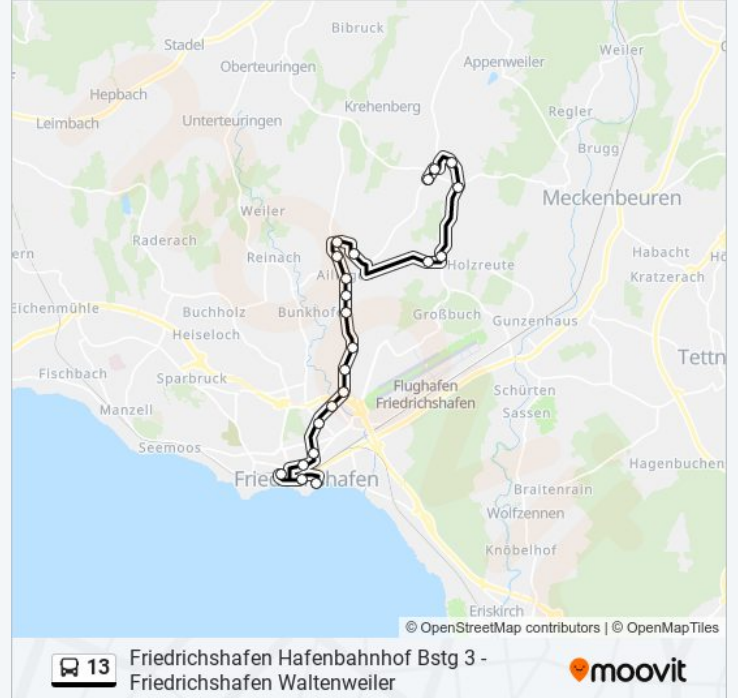 Bibruck
Stadel
Weiler
Oberteuringen
Appenweiler
Hepbach
Krehenberg
Regler
Leimbach
Unterteuringen
Brugg
Meckenbeuren
Weiler
Raderach
Habacht
Reinach
Holzreute
Kratzerach
Eichenmühle
Buchholz
Bunkhofe
Großbuch
Gunzenhaus
Heiseloch
Tettn
Fischbach
Sparbruck
Flughafen
Friedrichshafen
Schürten
Manzell
Sassen
Seemoos
Hagenbuchen
Braitenrain
Wolfzennen
Knöbelhof
Eriskirch
© OpenStreetMap contributors | © OpenMapTiles
13
Friedrichshafen Hafenbahnhof Bstg 3 -
Friedrichshafen Waltenweiler
moovit